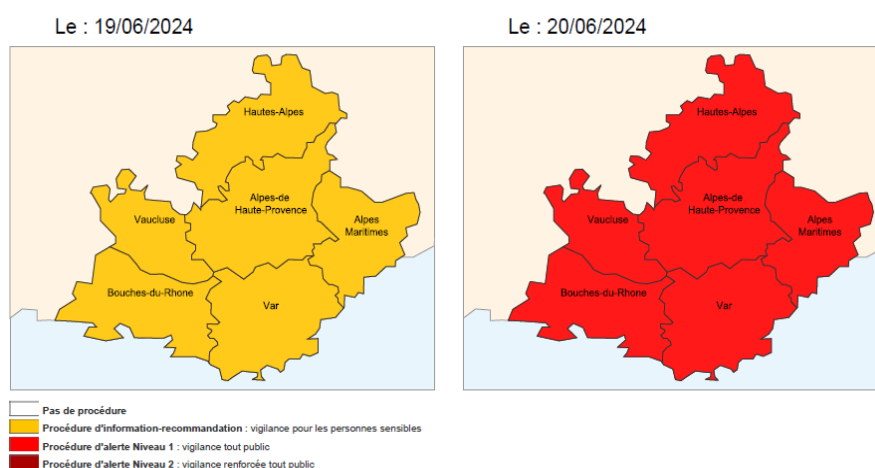 Le : 19/06/2024
Hautes-Alpes
Alpes-de
Haute-Provence
Vaucluse
Alpes
Maritimes
Bouches-du-Rhone
Var
Le : 20/06/2024
Hautes-Alpes
Alpes-de
Haute-Provence
Vaucluse
Alpes
Maritimes
Bouches-du-Rhone
Var
Pas de procédure
Procédure d'information-recommandation : vigilance pour les personnes sensibles
Procédure d'alerte Niveau 1 : vigilance tout public
Procédure d'alerte Niveau 2 : vigilance renforcée tout public